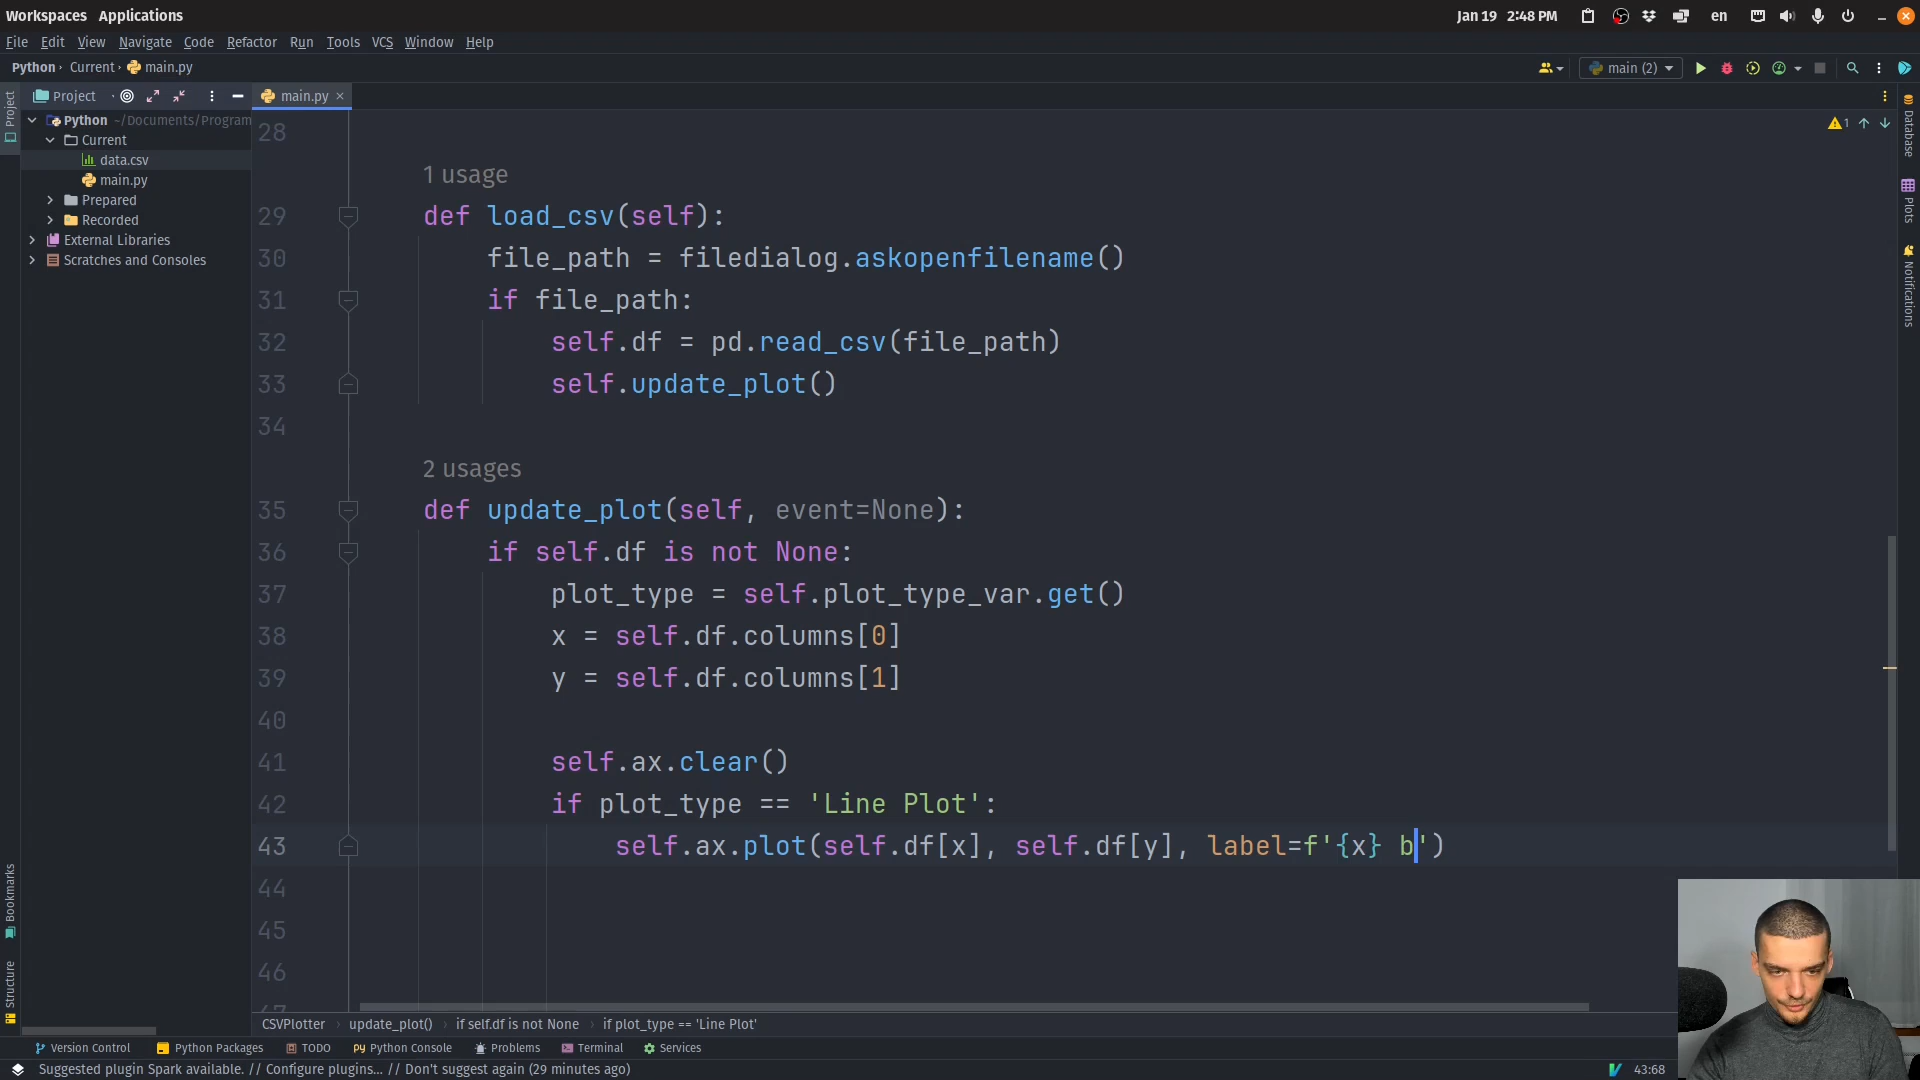 Workspaces Applications Jan 19 2:48 PM en
File Edit View Navigate Code Refactor Run Tools VCS Window Help
Python Current main.py main (2)
Project main.py
Python ~/Documents/Program
Current
data.csv
main.py
Prepared
Recorded
External Libraries
Scratches and Consoles
Project
Bookmarks
Structure
1
28
1 usage
29 def load_csv(self):
30 file_path = filedialog.askopenfilename()
31 if file_path:
32 self.df = pd.read_csv(file_path)
33 self.update_plot()
34
2 usages
35 def update_plot(self, event=None):
36 if self.df is not None:
37 plot_type = self.plot_type_var.get()
38 x = self.df.columns[0]
39 y = self.df.columns[1]
40
41 self.ax.clear()
42 if plot_type == 'Line Plot':
43 self.ax.plot(self.df[x], self.df[y], label=f'{x} b')
44
45
46
Database
Plots
Notifications
CSVPlotter update_plot() if self.df is not None if plot_type == 'Line Plot'
Version Control Python Packages TODO Python Console Problems Terminal Services
Suggested plugin Spark available. // Configure plugins... // Don't suggest again (29 minutes ago) 43:68